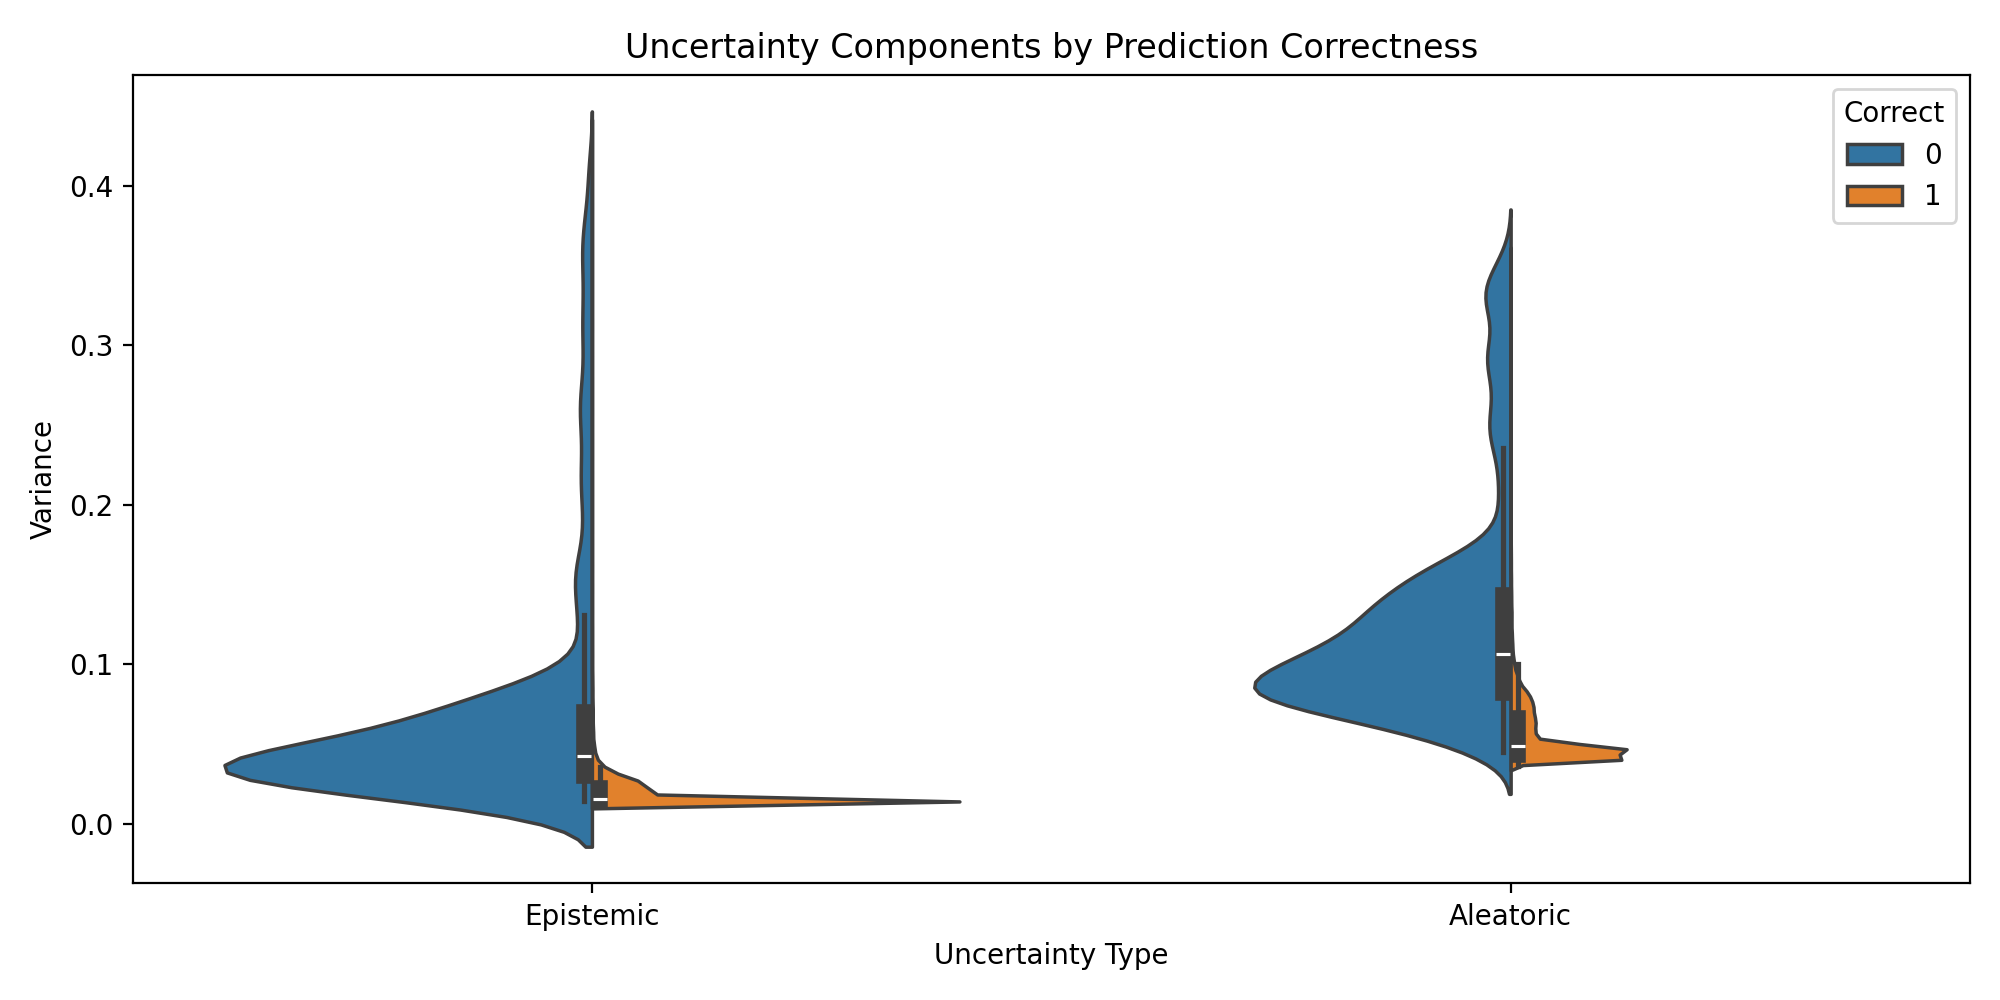 Uncertainty Components by Prediction Correctness
Correct
0
1
Variance
0.4
0.3
0.2
0.1
0.0
Epistemic
Aleatoric
Uncertainty Type